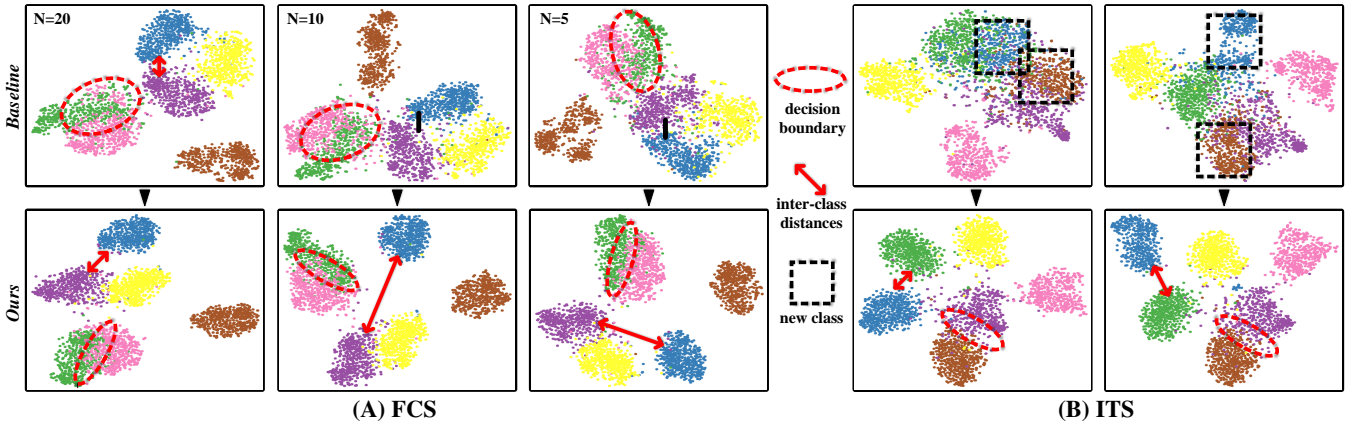 N=20
N=10
N=5
Baseline
decision
boundary
inter-class
distances
new class
Ours
(A) FCS
(B) ITS